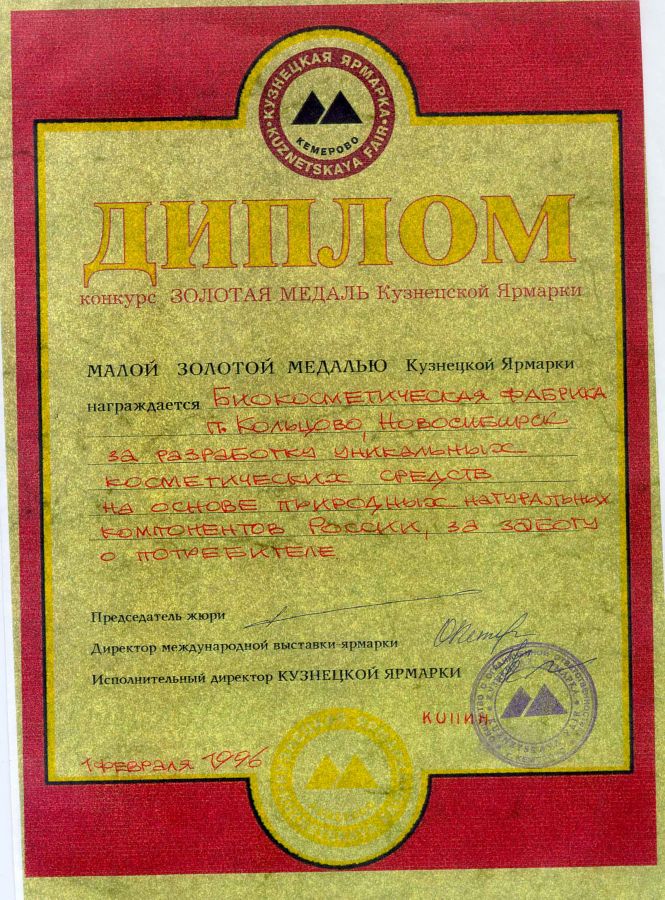 КУЗНЕЦКАЯ ЯРМАРКА
КЕМЕРОВО
KUZNETSKAYA FAIR
ДИПЛОМ
конкурс ЗОЛОТАЯ МЕДАЛЬ Кузнецской Ярмарки
МАЛОЙ ЗОЛОТОЙ МЕДАЛЬЮ Кузнецкой Ярмарки
награждается БИОКОСМЕТИЧЕСКАЯ ФАБРИКА
п. КОЛЬЦОВО, НОВОСИБИРСК
ЗА РАЗРАБОТКУ УНИКАЛЬНЫХ
КОСМЕТИЧЕСКИХ СРЕДСТВ
НА ОСНОВЕ ПРИРОДНЫХ НАТУРАЛЬНЫХ
КОМПОНЕНТОВ РОССИИ, ЗА ЗАБОТУ
О ПОТРЕБИТЕЛЕ
Председатель жюри
Директор международной выставки-ярмарки
Исполнительный директор КУЗНЕЦКОЙ ЯРМАРКИ
1 ФЕВРАЛЯ 1996